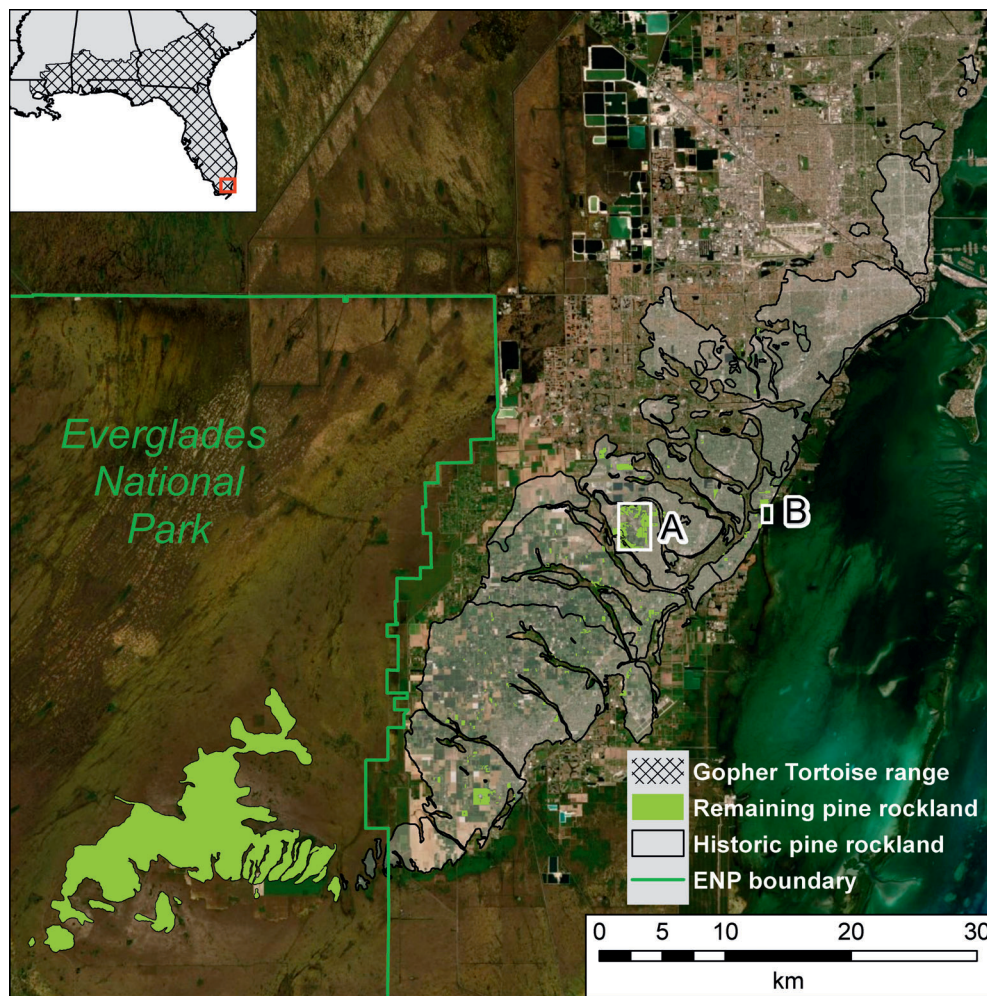 Everglades
National
Park
A
B
Gopher Tortoise range
Remaining pine rockland
Historic pine rockland
ENP boundary
0 5 10 20 30
km